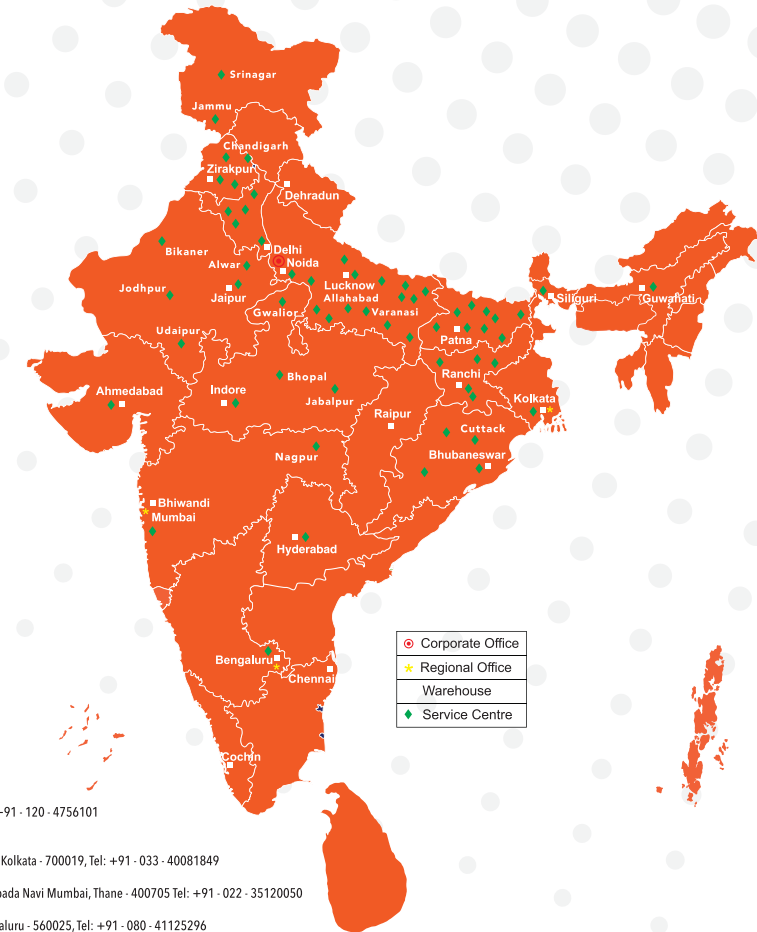 Srinagar
Jammu
Chandigarh
Zirakpur
Dehradun
Delhi
Bikaner
Noida
Alwar
Lucknow
Jodhpur
Jaipur
Allahabad
Siliguri
Guwahati
Gwalior
Varanasi
Udaipur
Patna
Bhopal
Ranchi
Ahmedabad
Indore
Jabalpur
Kolkata
Raipur
Cuttack
Nagpur
Bhubaneswar
Bhiwandi
Mumbai
Hyderabad
Corporate Office
Regional Office
Warehouse
Service Centre
Bengaluru
Chennai
Cochin
+91 - 120 - 4756101
Kolkata - 700019, Tel: +91 - 033 - 40081849
pada Navi Mumbai, Thane - 400705 Tel: +91 - 022 - 35120050
aluru - 560025, Tel: +91 - 080 - 41125296